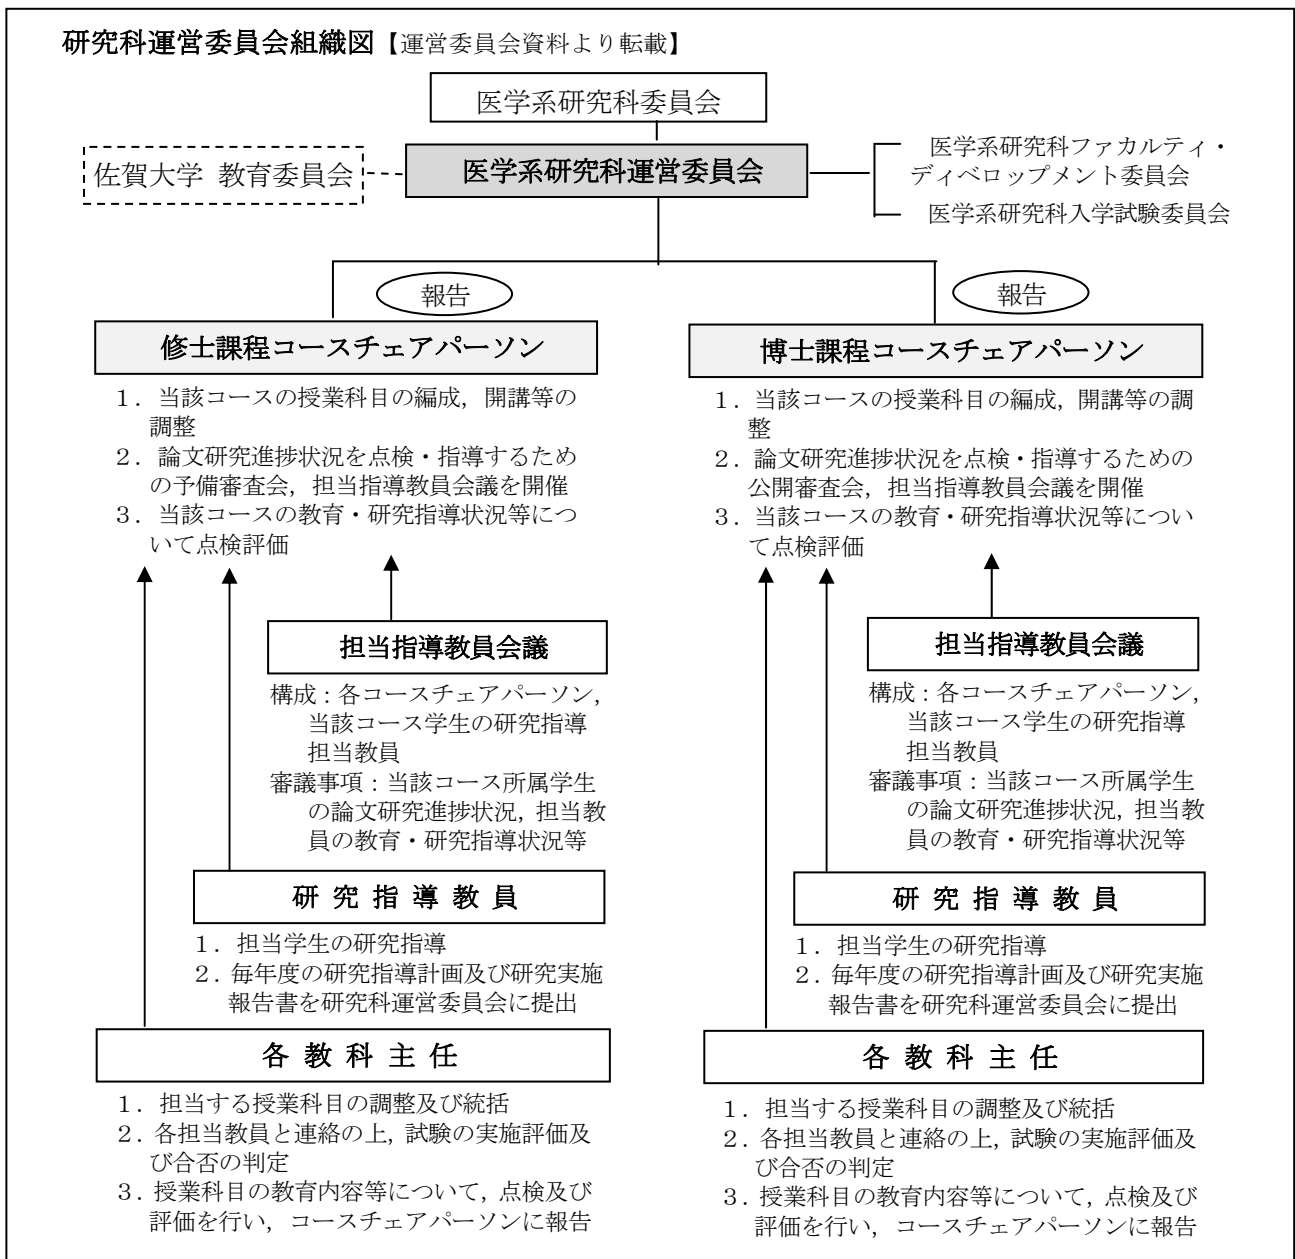 研究科運営委員会組織図【運営委員会資料より転載】
医学系研究科委員会
佐賀大学 教育委員会
医学系研究科運営委員会
医学系研究科ファカルティ・
ディベロップメント委員会
医学系研究科入学試験委員会
報告
修士課程コースチェアパーソン
1. 当該コースの授業科目の編成，開講等の
調整
2. 論文研究進捗状況を点検・指導するため
の予備審査会，担当指導教員会議を開催
3. 当該コースの教育・研究指導状況等につ
いて点検評価
担当指導教員会議
構成：各コースチェアパーソン，
当該コース学生の研究指導
担当教員
審議事項：当該コース所属学生
の論文研究進捗状況，担当教
員の教育・研究指導状況等
研究指導教員
1. 担当学生の研究指導
2. 毎年度の研究指導計画及び研究実施
報告書を研究科運営委員会に提出
各教科主任
1. 担当する授業科目の調整及び統括
2. 各担当教員と連絡の上，試験の実施評価及
び合否の判定
3. 授業科目の教育内容等について，点検及び
評価を行い，コースチェアパーソンに報告
報告
博士課程コースチェアパーソン
1. 当該コースの授業科目の編成，開講等の調
整
2. 論文研究進捗状況を点検・指導するための
公開審査会，担当指導教員会議を開催
3. 当該コースの教育・研究指導状況等につい
て点検評価
担当指導教員会議
構成：各コースチェアパーソン，
当該コース学生の研究指導
担当教員
審議事項：当該コース所属学生
の論文研究進捗状況，担当教
員の教育・研究指導状況等
研究指導教員
1. 担当学生の研究指導
2. 毎年度の研究指導計画及び研究実施
報告書を研究科運営委員会に提出
各教科主任
1. 担当する授業科目の調整及び統括
2. 各担当教員と連絡の上，試験の実施評価及
び合否の判定
3. 授業科目の教育内容等について，点検及び
評価を行い，コースチェアパーソンに報告